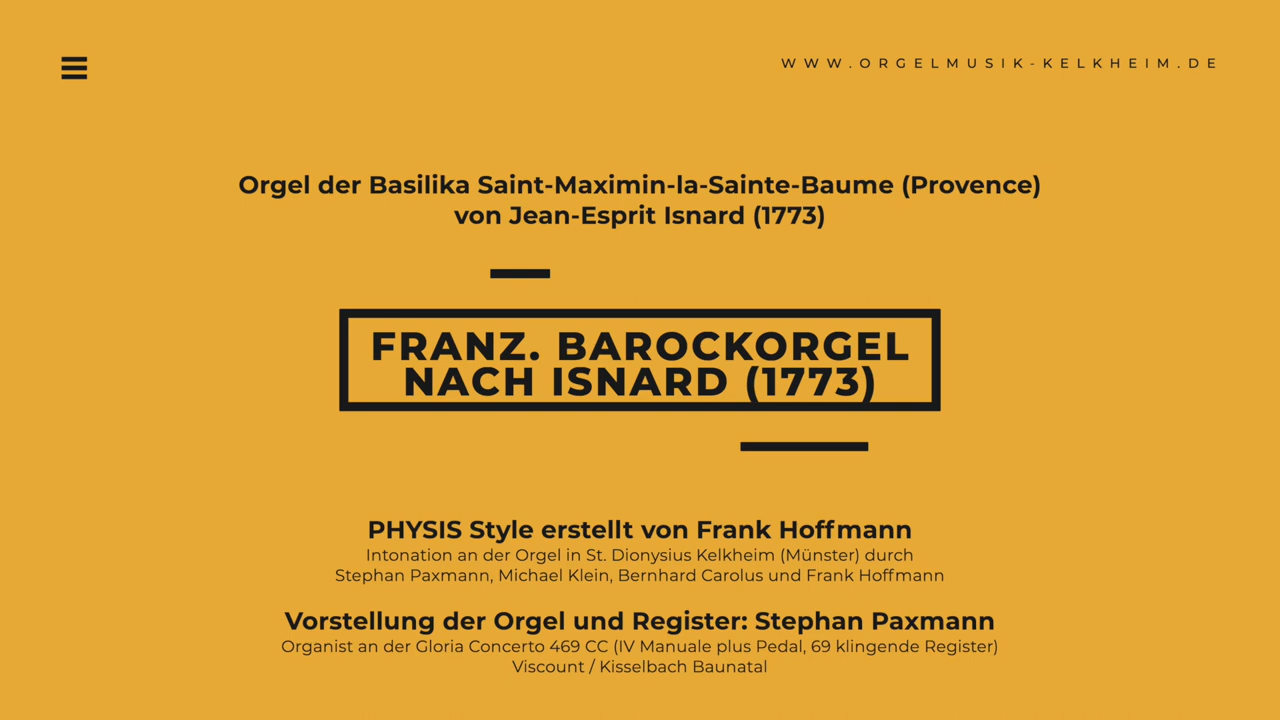 WWW.ORGELMUSIK-KELKHEIM.DE
Orgel der Basilika Saint-Maximin-la-Sainte-Baume (Provence)
von Jean-Esprit Isnard (1773)
FRANZ. BAROCKORGEL
NACH ISNARD (1773)
PHYSIS Style erstellt von Frank Hoffmann
Intonation an der Orgel in St. Dionysius Kelkheim (Münster) durch
Stephan Paxmann, Michael Klein, Bernhard Carolus und Frank Hoffmann
Vorstellung der Orgel und Register: Stephan Paxmann
Organist an der Gloria Concerto 469 CC (IV Manuale plus Pedal, 69 klingende Register)
Viscount / Kisselbach Baunatal